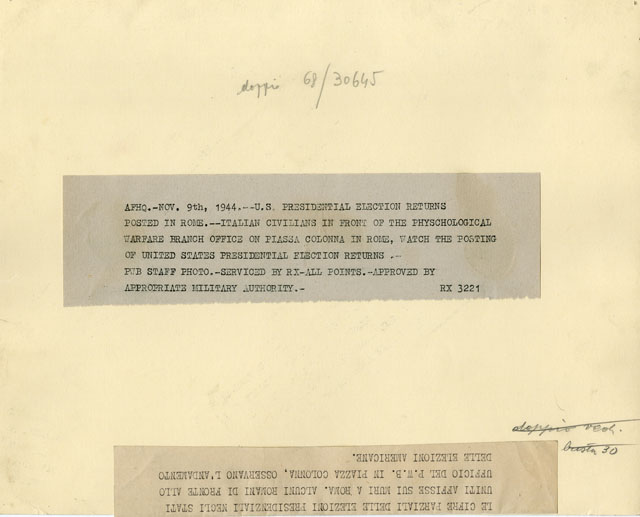 doppio 68/30645
AFHQ.-NOV. 9th, 1944.--U.S. PRESIDENTIAL ELECTION RETURNS
POSTED IN ROME.--ITALIAN CIVILIANS IN FRONT OF THE PHYSCHOLOGICAL
WARFARE BRANCH OFFICE ON PIASSA COLONNA IN ROME, WATCH THE POSTING
OF UNITED STATES PRESIDENTIAL ELECTION RETURNS.--
PWB STAFF PHOTO.-SERVICED BY RX-ALL POINTS.-APPROVED BY
APPROPRIATE MILITARY AUTHORITY.- RX 3221
doppio ved.
busta 30
LE CIFRE PARZIALI DELLE ELEZIONI PRESIDENZIALI NEGLI STATI
UNITI AFFISSE SUI MURI A ROMA. ALCUNI ROMANI DI FRONTE ALLO
UFFICIO DEL P.W.B. IN PIAZZA COLONNA, OSSERVANO L'ANDAMENTO
DELLE ELEZIONI AMERICANE.